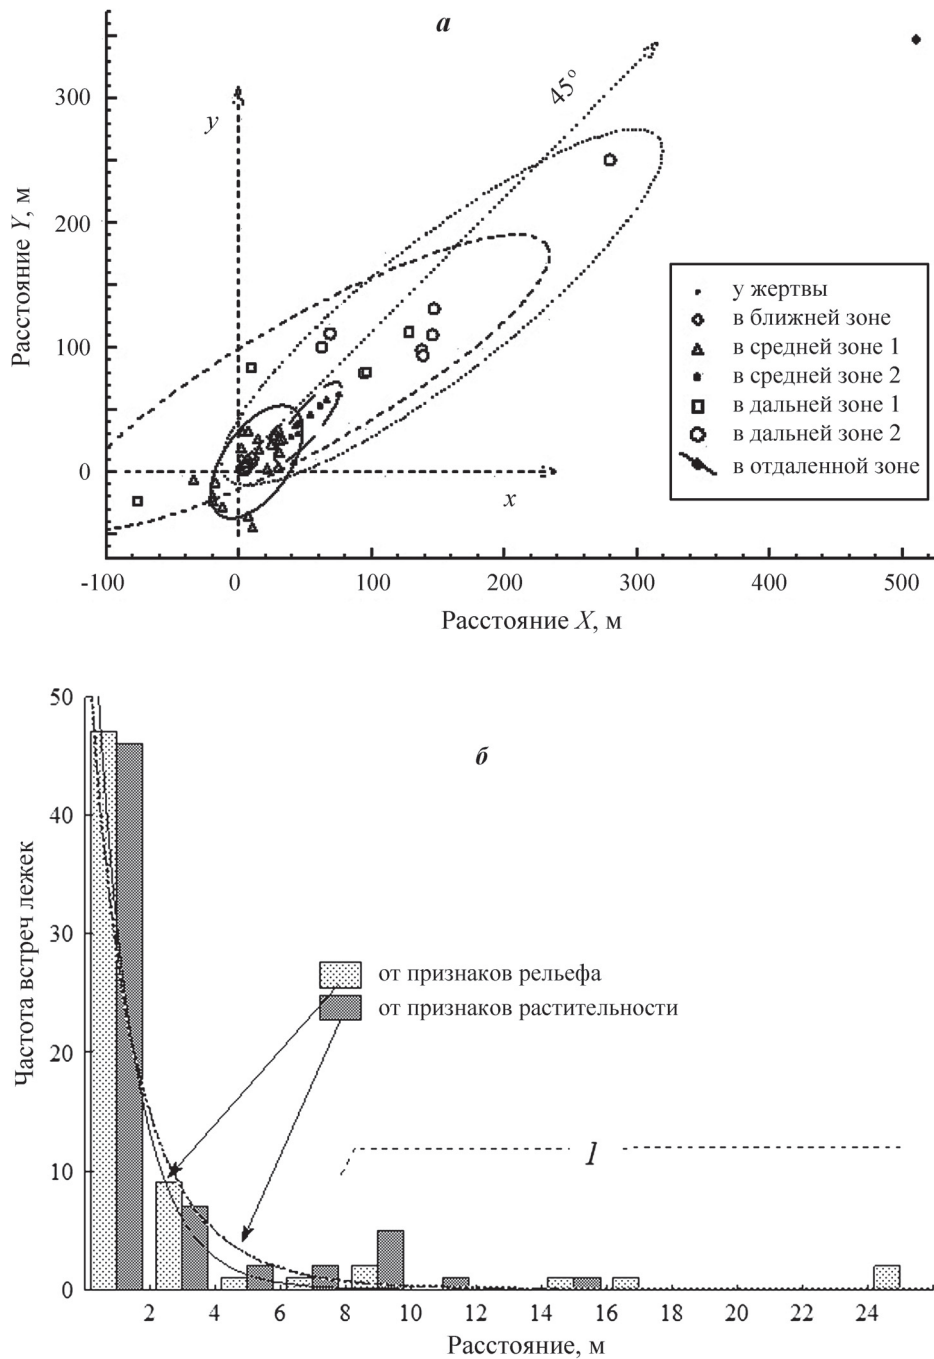 а
300
200
100
0
Расстояние Y, м
y
45°
x
у жертвы
в ближней зоне
в средней зоне 1
в средней зоне 2
в дальней зоне 1
в дальней зоне 2
в отдаленной зоне
-100 0 100 200 300 400 500
Расстояние X, м
б
50
40
30
20
10
0
Частота встреч лежек
от признаков рельефа
от признаков растительности
1
2 4 6 8 10 12 14 16 18 20 22 24
Расстояние, м